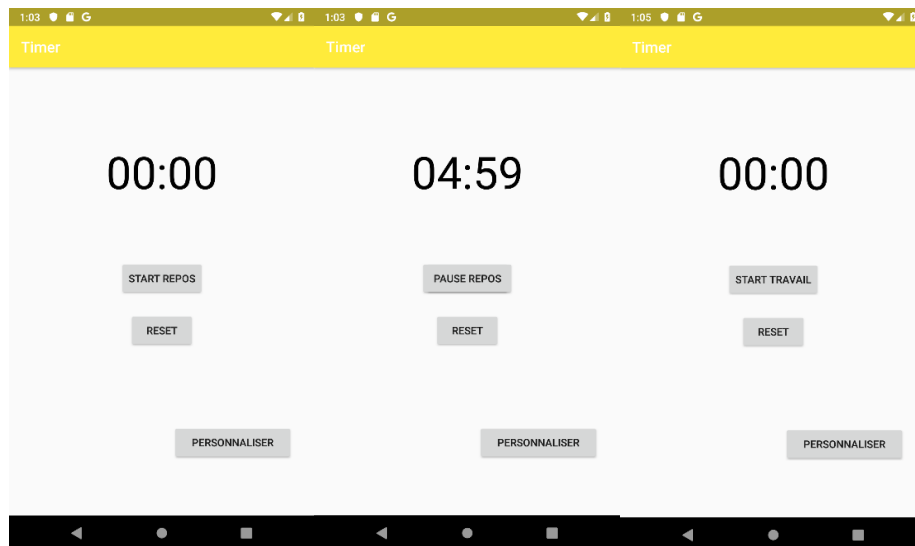 1:03 G
Timer
00:00
START REPOS
RESET
PERSONNALISER
1:03 G
Timer
04:59
PAUSE REPOS
RESET
PERSONNALISER
1:05 G
Timer
00:00
START TRAVAIL
RESET
PERSONNALISER